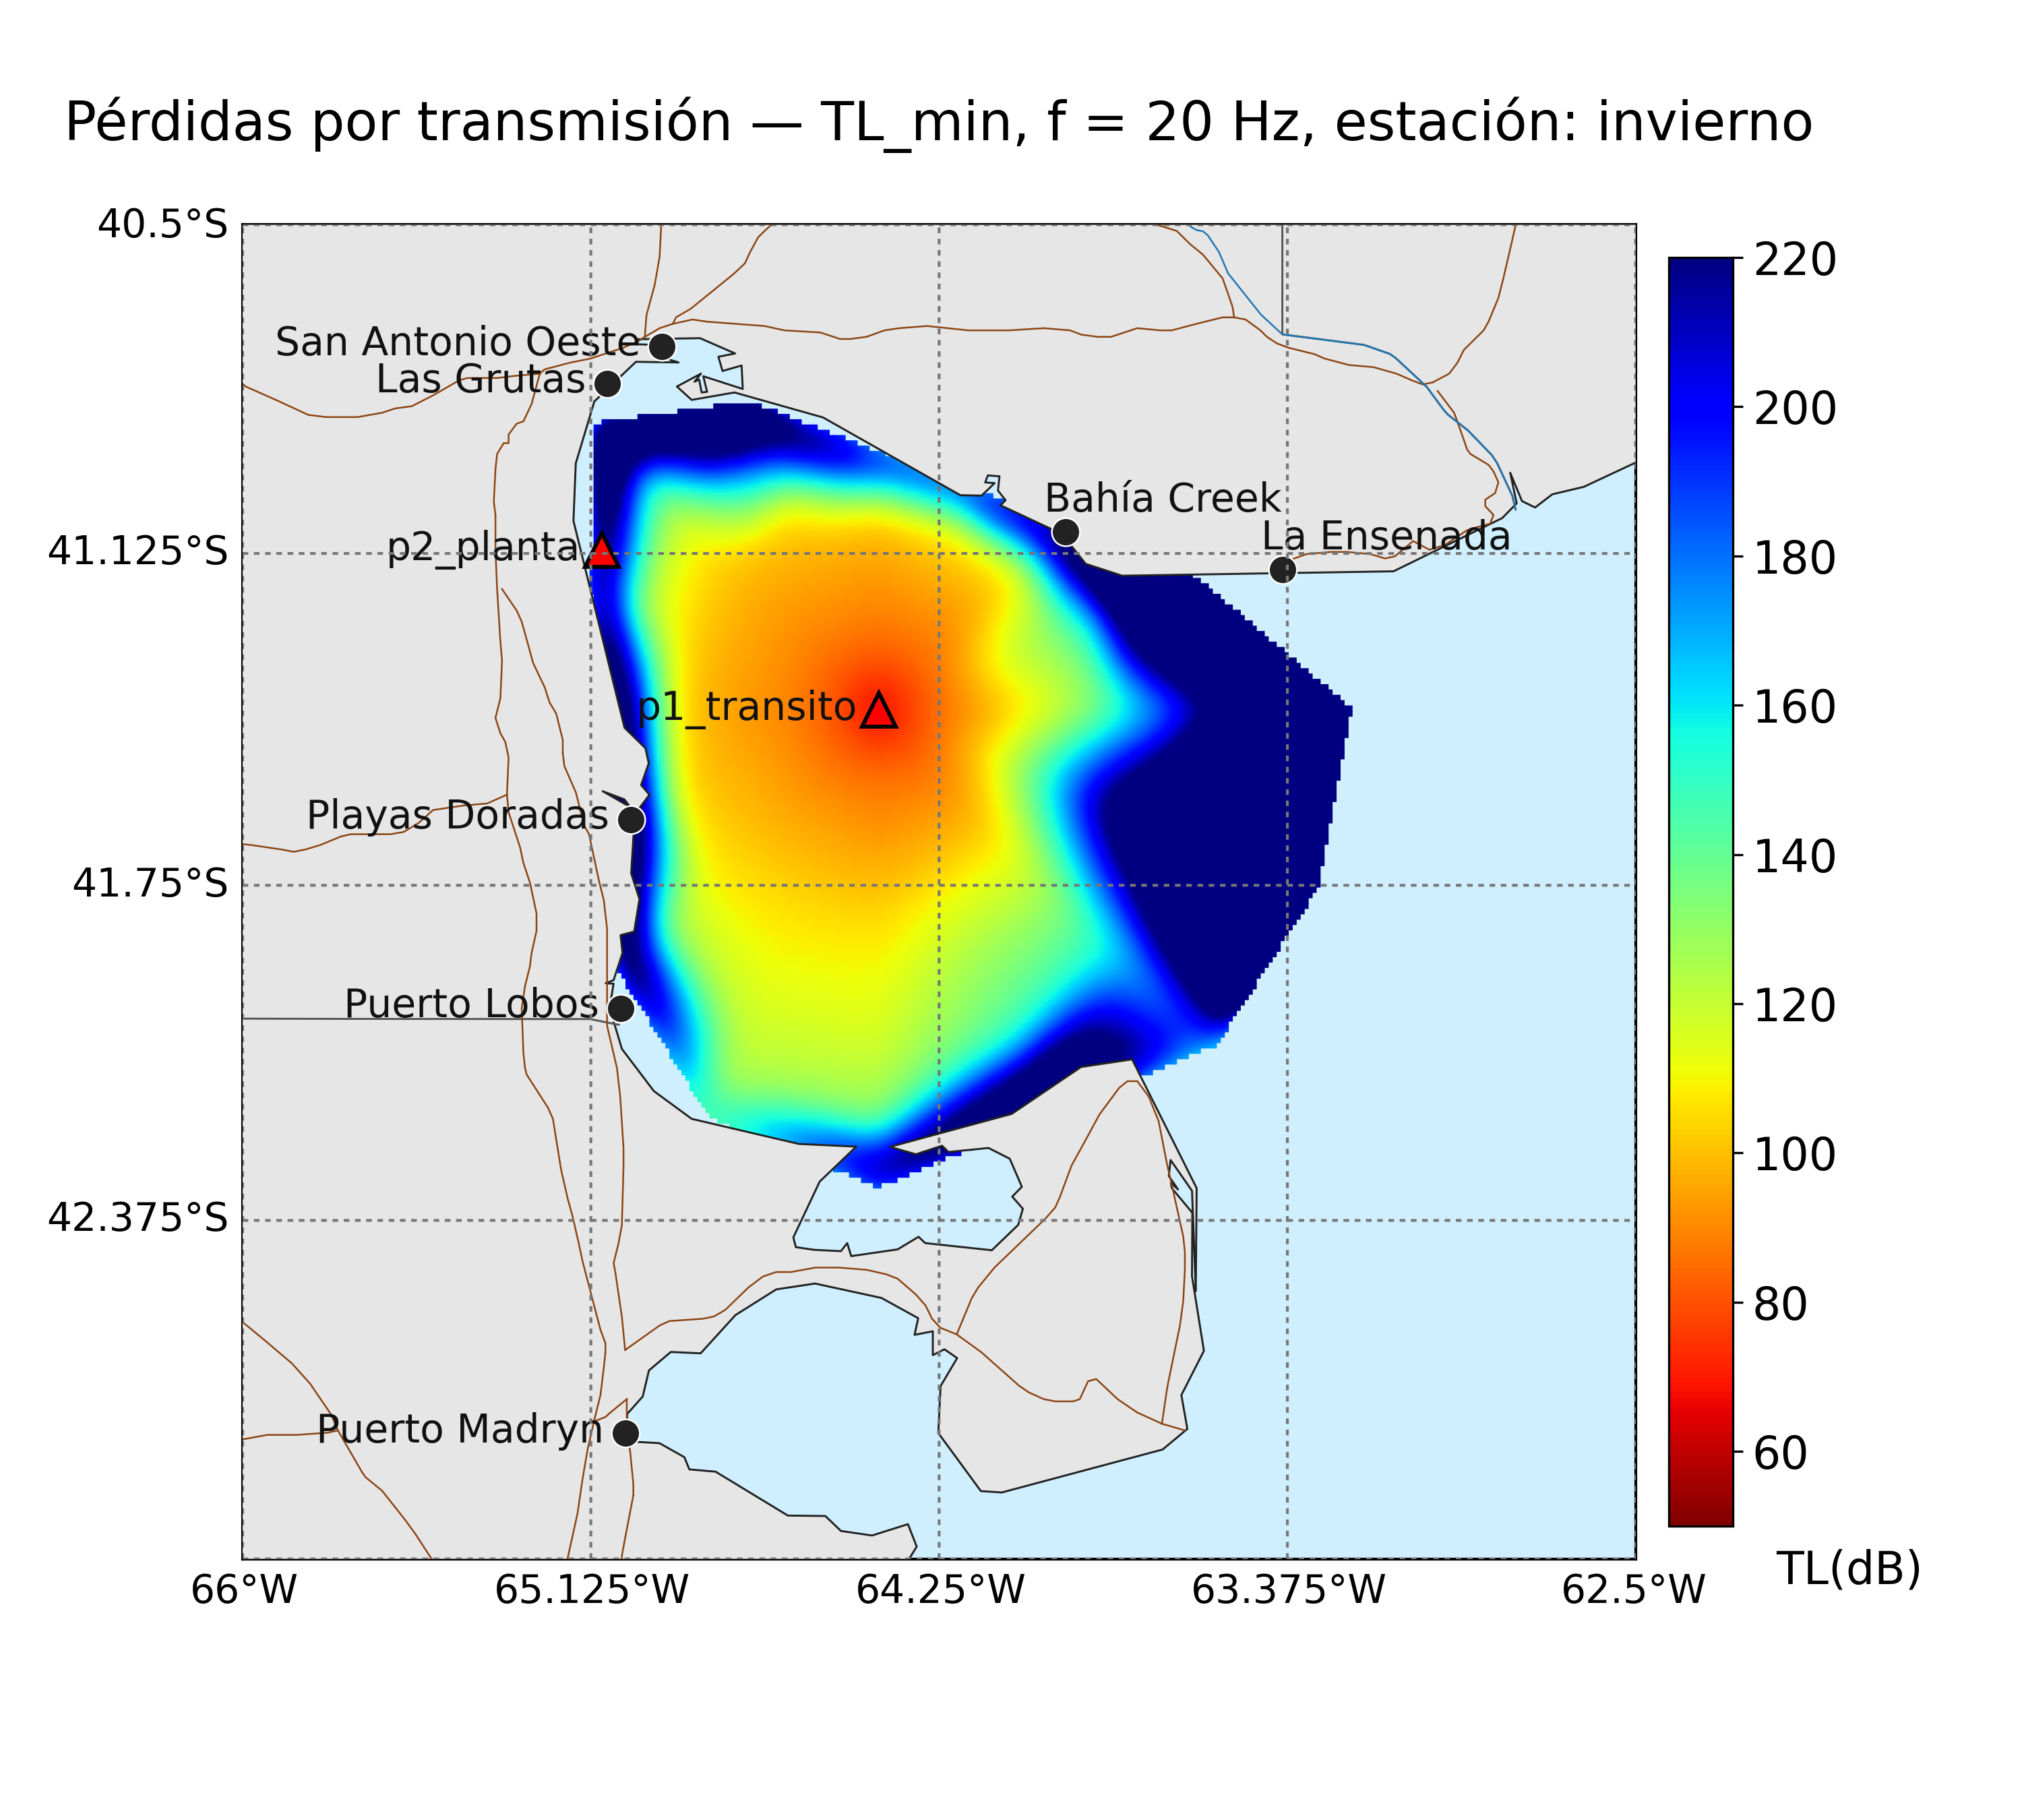 Pérdidas por transmisión — TL_min, f = 20 Hz, estación: invierno
40.5°S
220
San Antonio Oeste
Las Grutas
200
Bahía Creek
La Ensenada
p2_planta
41.125°S
180
p1_transito
160
Playas Doradas
140
41.75°S
Puerto Lobos
120
100
42.375°S
80
Puerto Madryn
60
TL(dB)
66°W
65.125°W
64.25°W
63.375°W
62.5°W